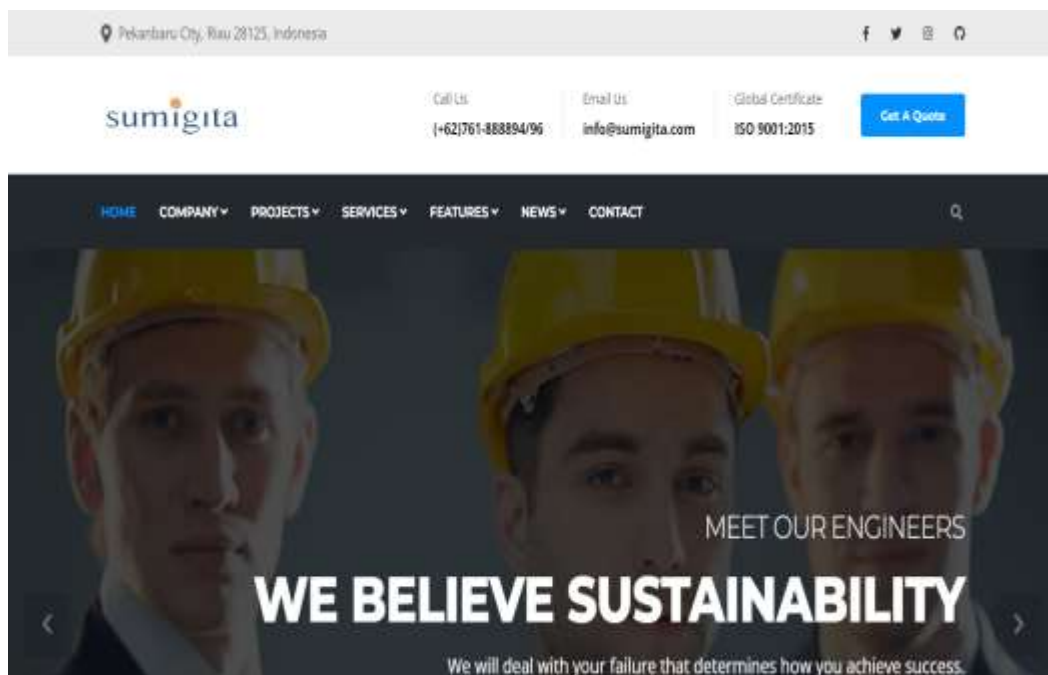 Pekanbaru City, Riau 28125, Indonesia
sumigita
Call Us
(+62)761-888894/96
Email Us
info@sumigita.com
Global Certificate
ISO 9001:2015
Get A Quote
HOME COMPANY PROJECTS SERVICES FEATURES NEWS CONTACT
MEET OUR ENGINEERS
WE BELIEVE SUSTAINABILITY
We will deal with your failure that determines how you achieve success.